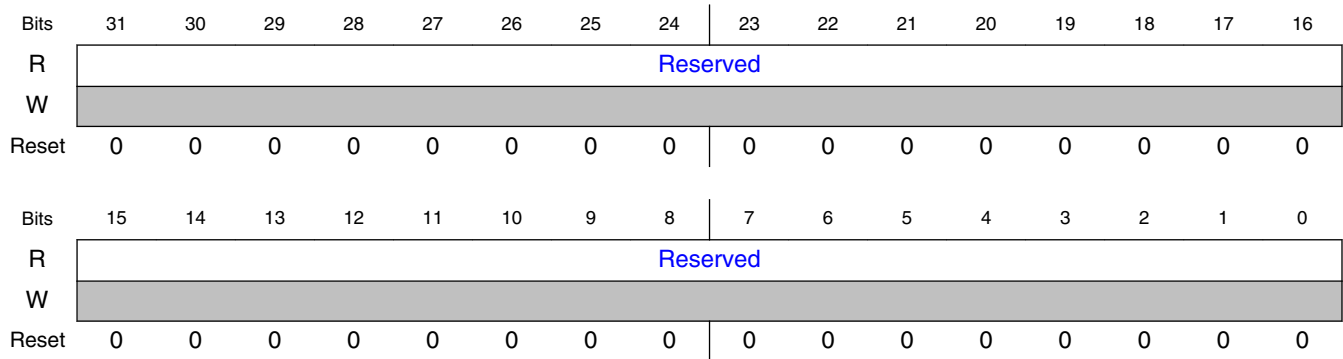 Bits 31 30 29 28 27 26 25 24 23 22 21 20 19 18 17 16
R Reserved
W
Reset 0 0 0 0 0 0 0 0 0 0 0 0 0 0 0 0
Bits 15 14 13 12 11 10 9 8 7 6 5 4 3 2 1 0
R Reserved
W
Reset 0 0 0 0 0 0 0 0 0 0 0 0 0 0 0 0